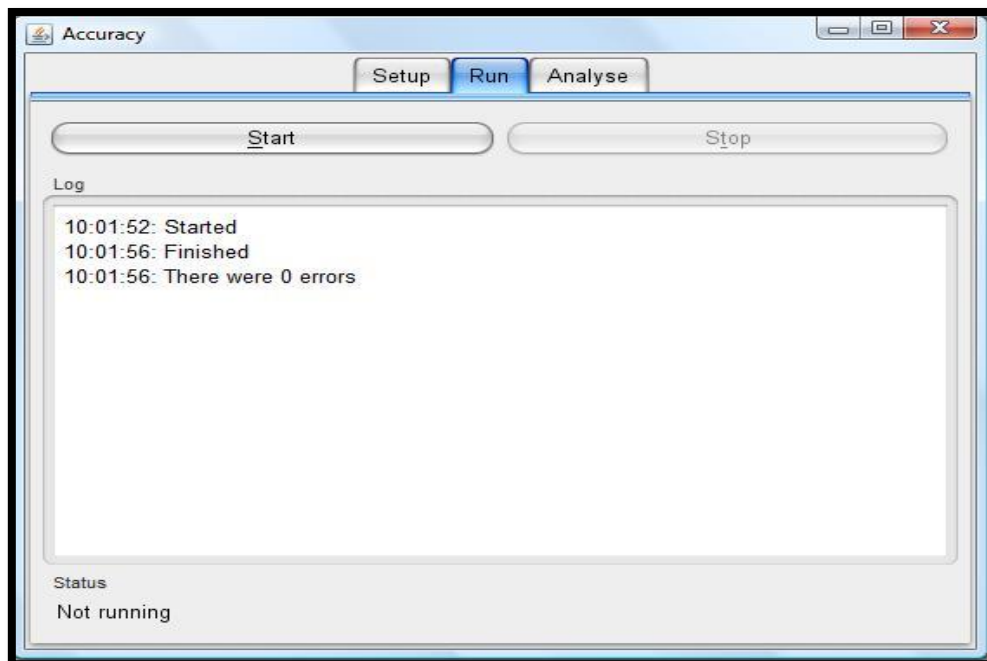 Accuracy
Setup Run Analyse
Start Stop
Log
10:01:52: Started
10:01:56: Finished
10:01:56: There were 0 errors
Status
Not running